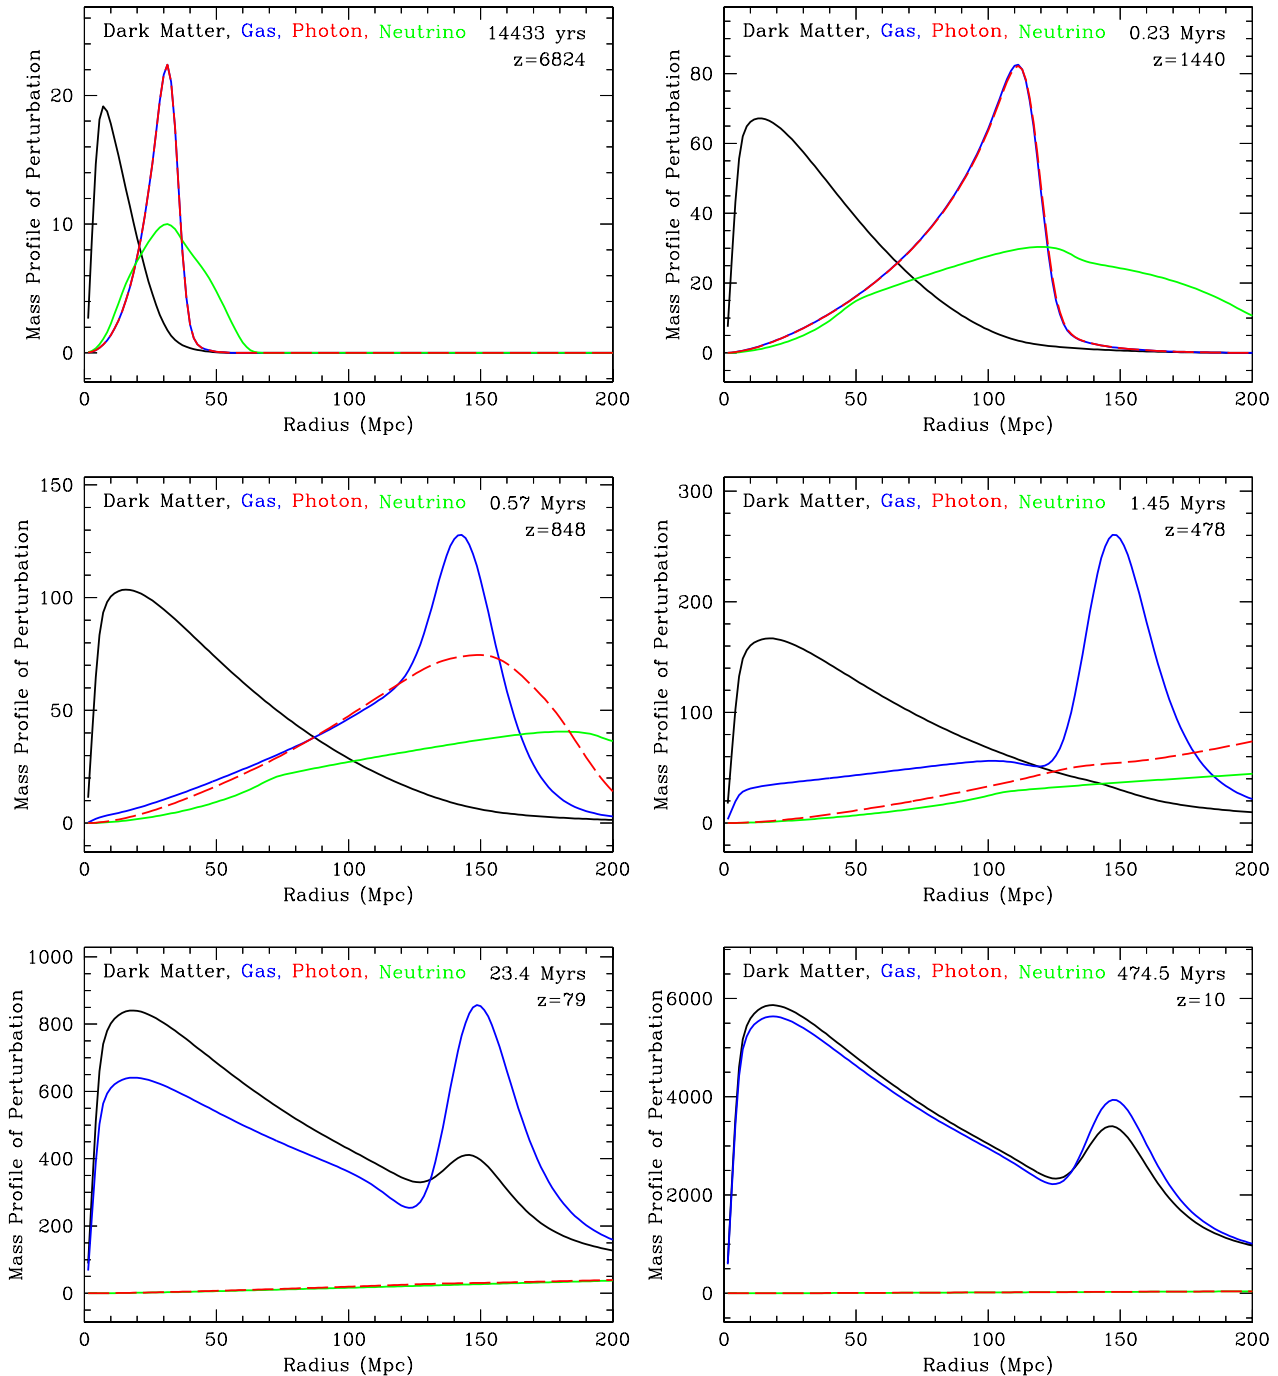 Dark Matter, Gas, Photon, Neutrino 14433 yrs
z=6824
Mass Profile of Perturbation
20
10
0
0 50 100 150 200
Radius (Mpc)
Dark Matter, Gas, Photon, Neutrino 0.23 Myrs
z=1440
Mass Profile of Perturbation
80
60
40
20
0
0 50 100 150 200
Radius (Mpc)
Dark Matter, Gas, Photon, Neutrino 0.57 Myrs
z=848
Mass Profile of Perturbation
150
100
50
0
0 50 100 150 200
Radius (Mpc)
Dark Matter, Gas, Photon, Neutrino 1.45 Myrs
z=478
Mass Profile of Perturbation
300
200
100
0
0 50 100 150 200
Radius (Mpc)
Dark Matter, Gas, Photon, Neutrino 23.4 Myrs
z=79
Mass Profile of Perturbation
1000
800
600
400
200
0
0 50 100 150 200
Radius (Mpc)
Dark Matter, Gas, Photon, Neutrino 474.5 Myrs
z=10
Mass Profile of Perturbation
6000
4000
2000
0
0 50 100 150 200
Radius (Mpc)